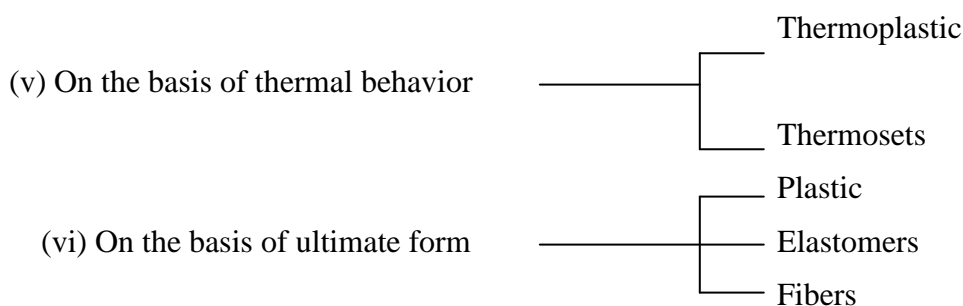 Thermoplastic
(v) On the basis of thermal behavior
Thermosets
Plastic
(vi) On the basis of ultimate form
Elastomers
Fibers